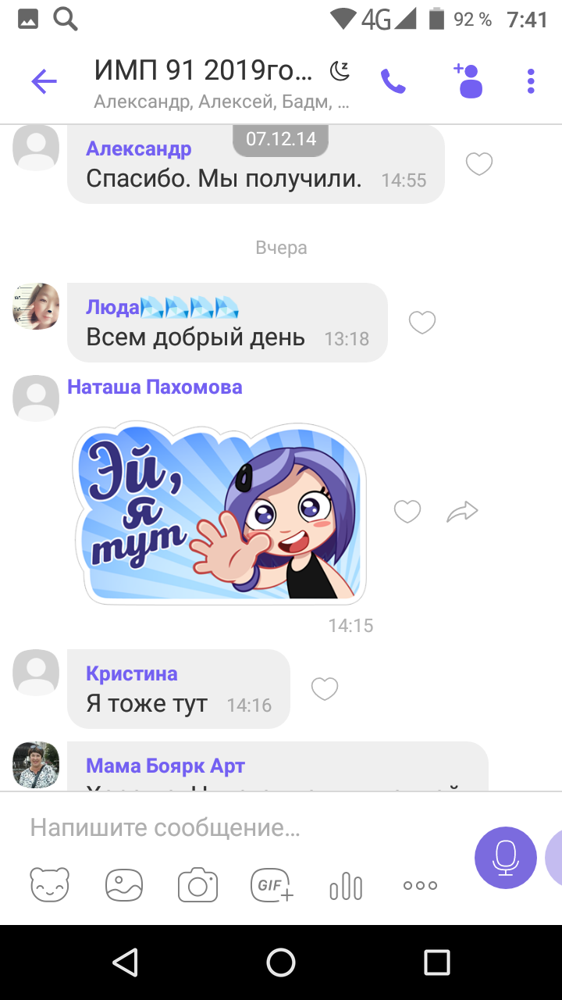 4G 92 % 7:41
ИМП 91 2019го...
Александр, Алексей, Бадм, ...
07.12.14
Александр
Спасибо. Мы получили. 14:55
Вчера
Люда
Всем добрый день 13:18
Наташа Пахомова
Эй,
я
тут
14:15
Кристина
Я тоже тут 14:16
Мама Боярк Арт
Напишите сообщение...
GIF